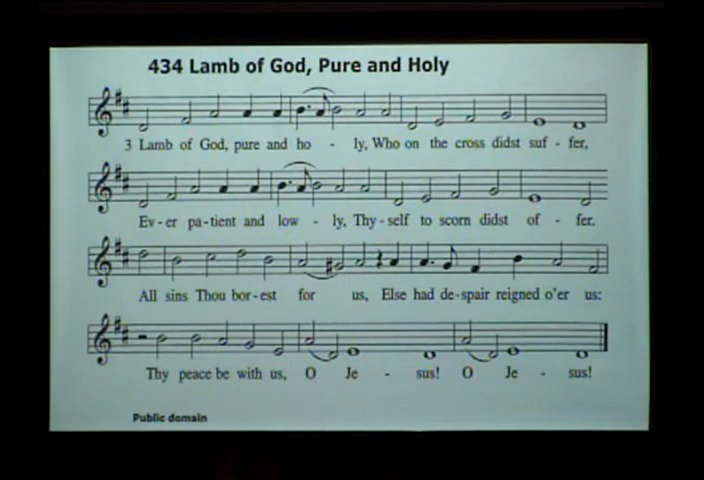 434 Lamb of God, Pure and Holy
3 Lamb of God, pure and ho - ly, Who on the cross didst suf - fer,
Ev - er pa - tient and low - ly, Thy - self to scorn didst of - fer.
All sins Thou bor - est for us, Else had de - spair reigned o'er us:
Thy peace be with us, O Je - sus! O Je - sus!
Public domain